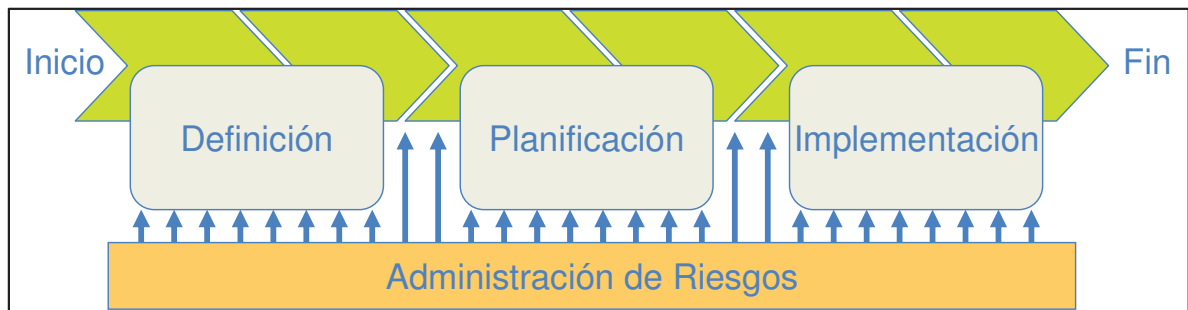 Inicio
Fin
Definición
Planificación
Implementación
Administración de Riesgos